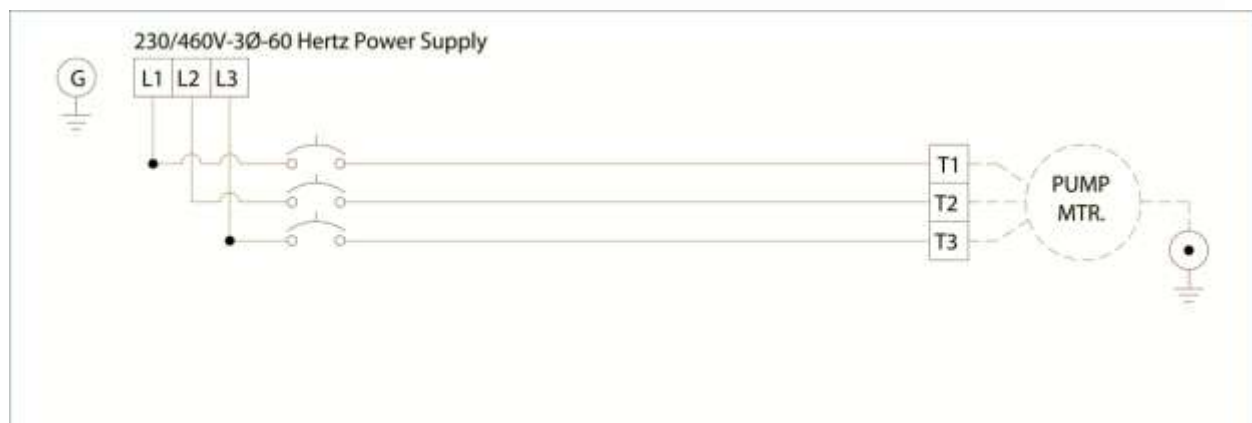 230/460V-3Ø-60 Hertz Power Supply
G
L1 L2 L3
T1
T2
T3
PUMP
MTR.